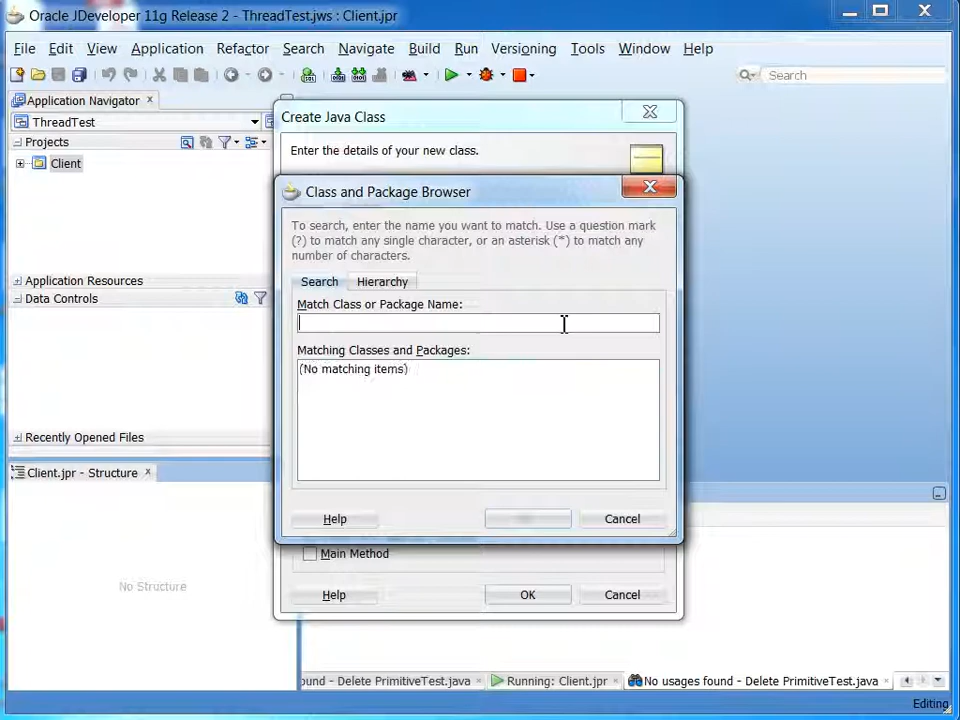 Oracle JDeveloper 11g Release 2 - ThreadTest.jws : Client.jpr
File Edit View Application Refactor Search Navigate Build Run Versioning Tools Window Help
Search
Application Navigator
ThreadTest
Projects
Client
Application Resources
Data Controls
Recently Opened Files
Client.jpr - Structure
No Structure
Create Java Class
Enter the details of your new class.
Class and Package Browser
To search, enter the name you want to match. Use a question mark
(?) to match any single character, or an asterisk (*) to match any
number of characters.
Search Hierarchy
Match Class or Package Name:
Matching Classes and Packages:
(No matching items)
Help Cancel
Main Method
Help OK Cancel
ound - Delete PrimitiveTest.java Running: Client.jpr No usages found - Delete PrimitiveTest.java
Editing